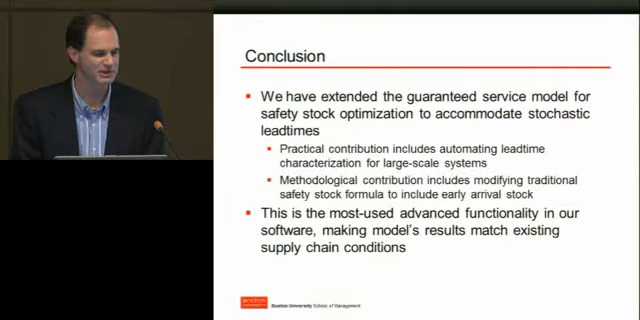 Conclusion
We have extended the guaranteed service model for
safety stock optimization to accommodate stochastic
leadtimes
Practical contribution includes automating leadtime
characterization for large-scale systems
Methodological contribution includes modifying traditional
safety stock formula to include early arrival stock
This is the most-used advanced functionality in our
software, making model's results match existing
supply chain conditions
BOSTON
Boston University School of Management